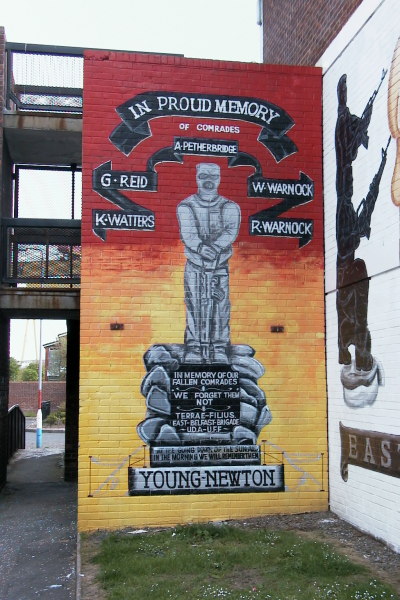 IN PROUD MEMORY
OF COMRADES
A·PETHERBRIDGE
G·REID
W·WARNOCK
K·WATTERS
R·WARNOCK
IN MEMORY OF OUR
FALLEN COMRADES
WE FORGET THEM
NOT
TERRAE-FILIUS.
EAST-BELFAST-BRIGADE
-UDA-U.F.F-
AT THE GOING DOWN OF THE SUN AND
IN THE MORNING WE WILL REMEMBER THEM
YOUNG-NEWTON
EAST